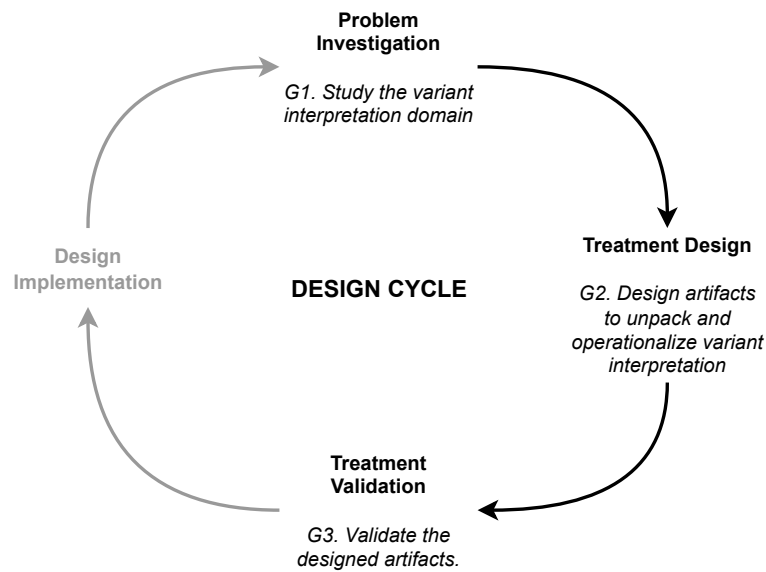 Problem
Investigation
G1. Study the variant
interpretation domain
Treatment Design
G2. Design artifacts
to unpack and
operationalize variant
interpretation
Treatment
Validation
G3. Validate the
designed artifacts.
Design
Implementation
DESIGN CYCLE